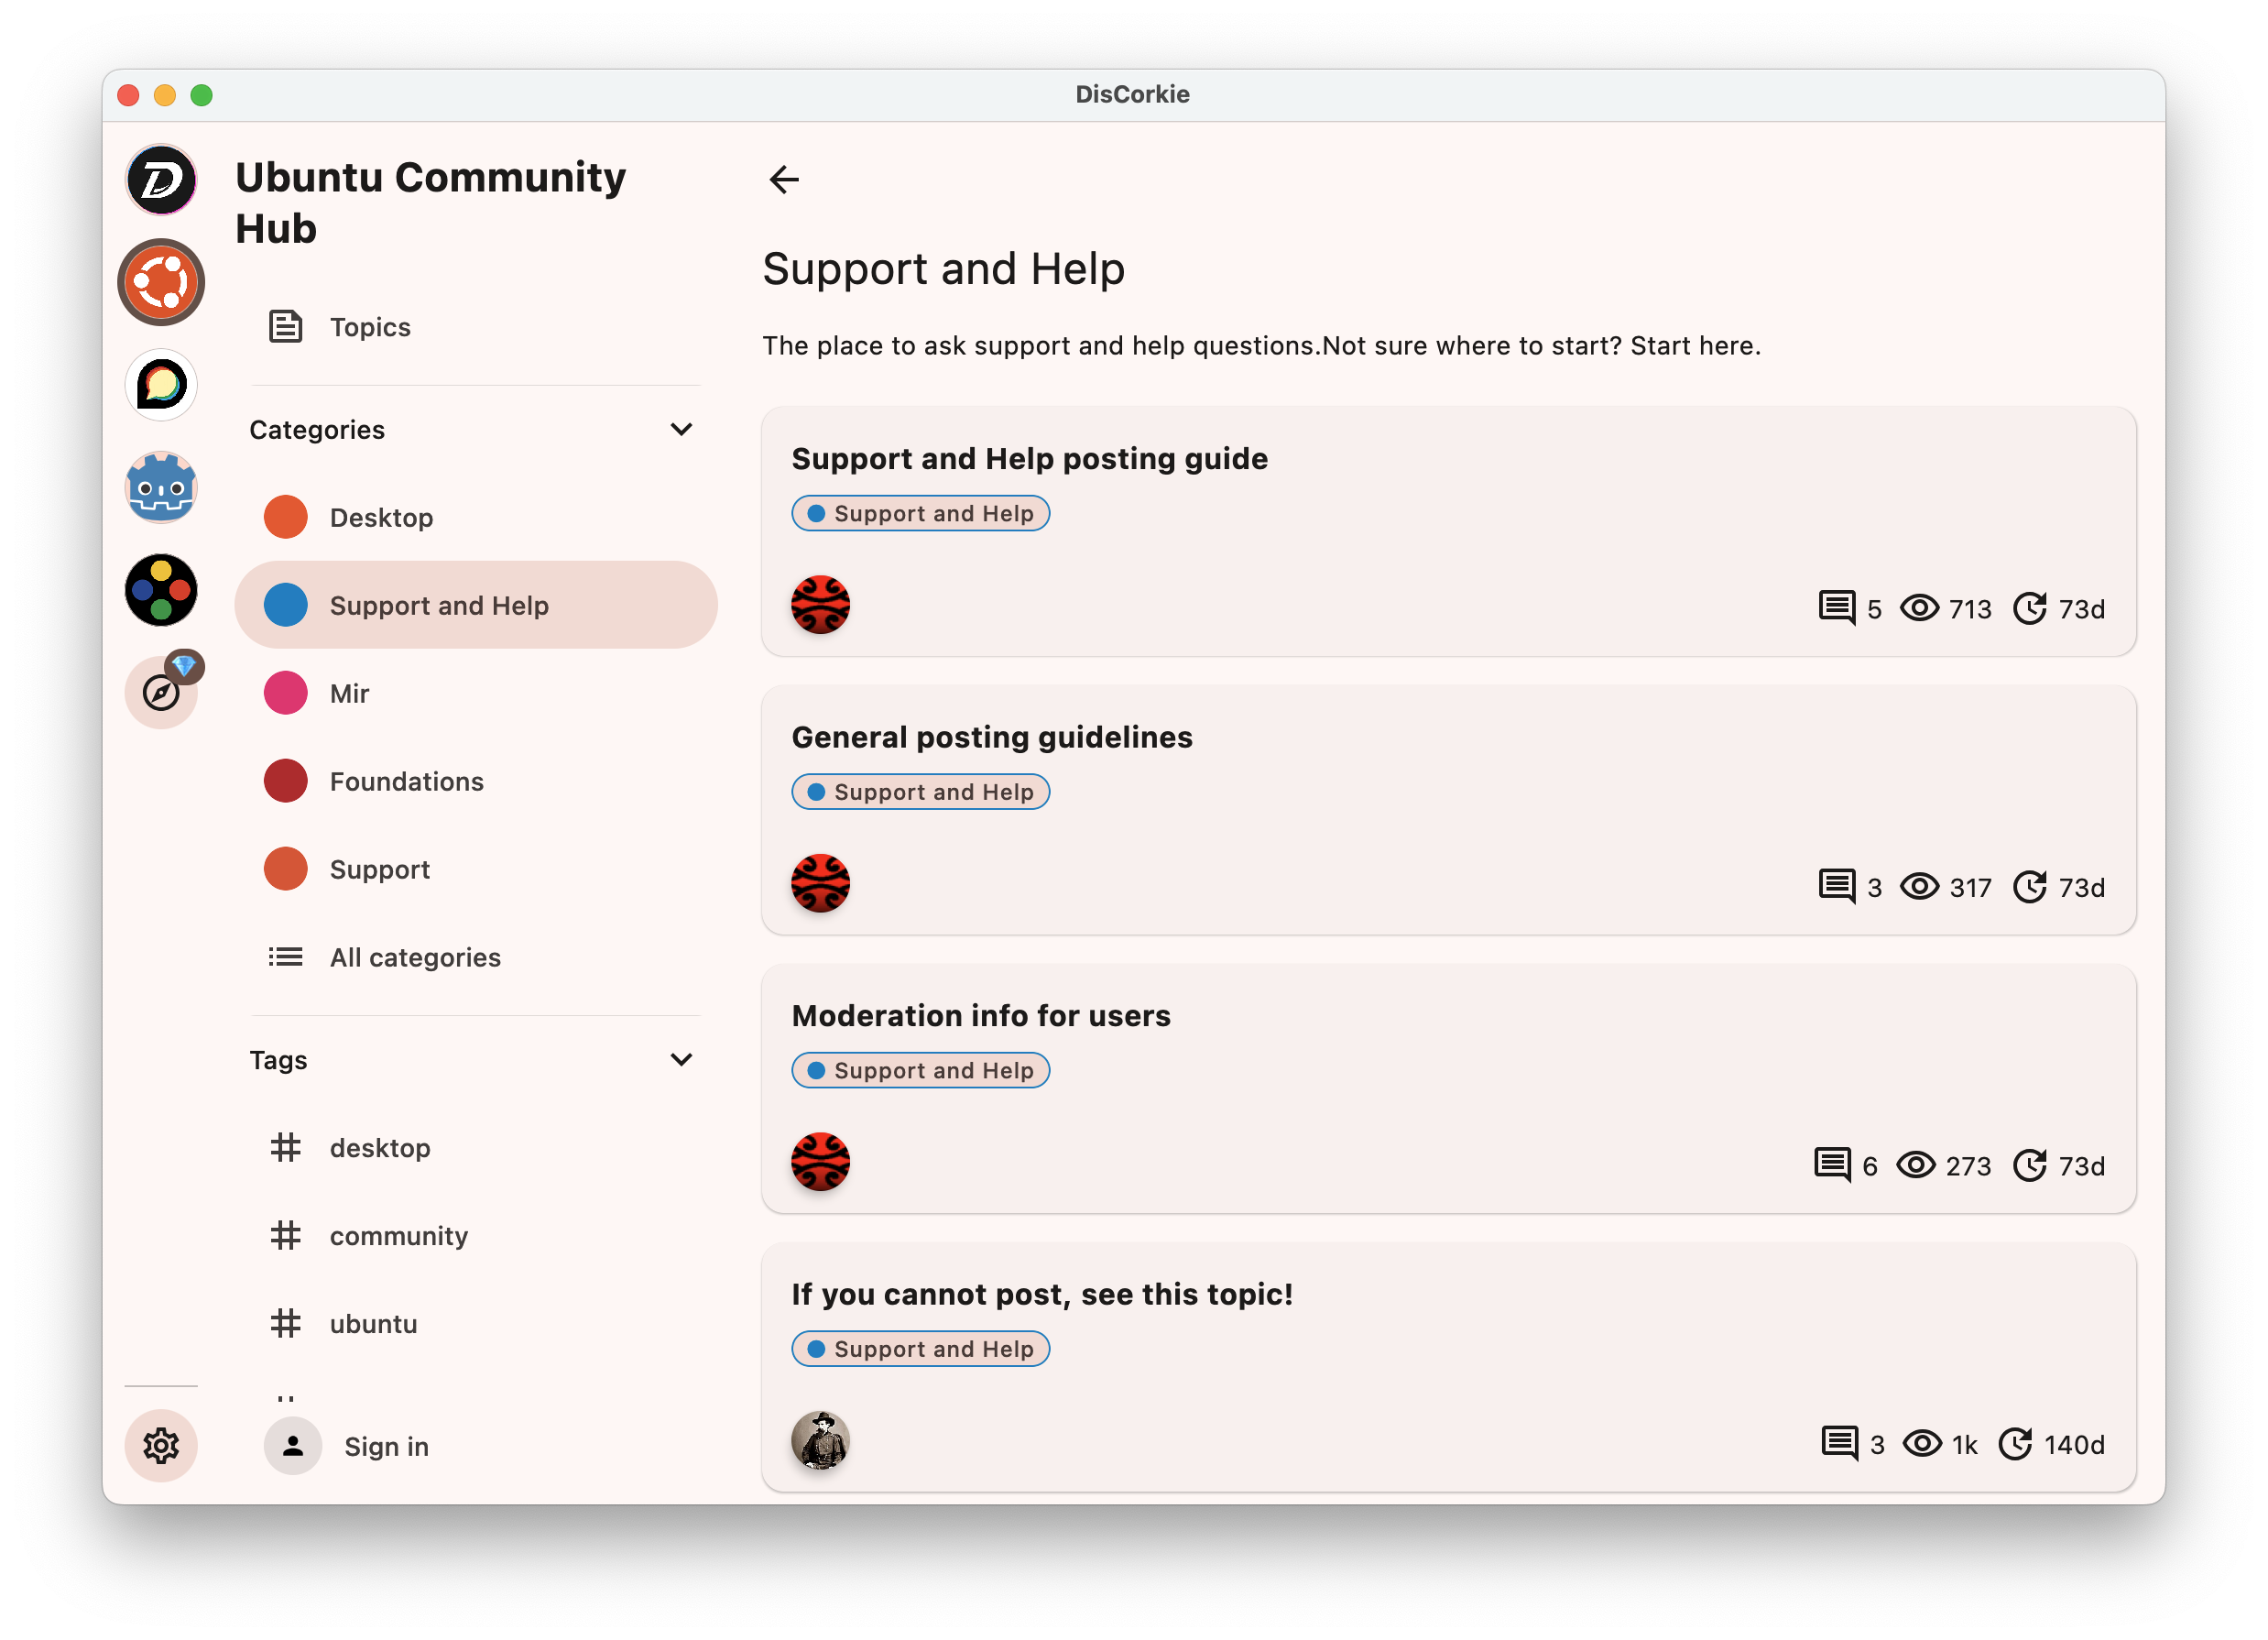 DisCorkie
Ubuntu Community
Hub
Topics
Categories
Desktop
Support and Help
Mir
Foundations
Support
All categories
Tags
desktop
community
ubuntu
Sign in
Support and Help
The place to ask support and help questions.Not sure where to start? Start here.
Support and Help posting guide
Support and Help
5 713 73d
General posting guidelines
Support and Help
3 317 73d
Moderation info for users
Support and Help
6 273 73d
If you cannot post, see this topic!
Support and Help
3 1k 140d